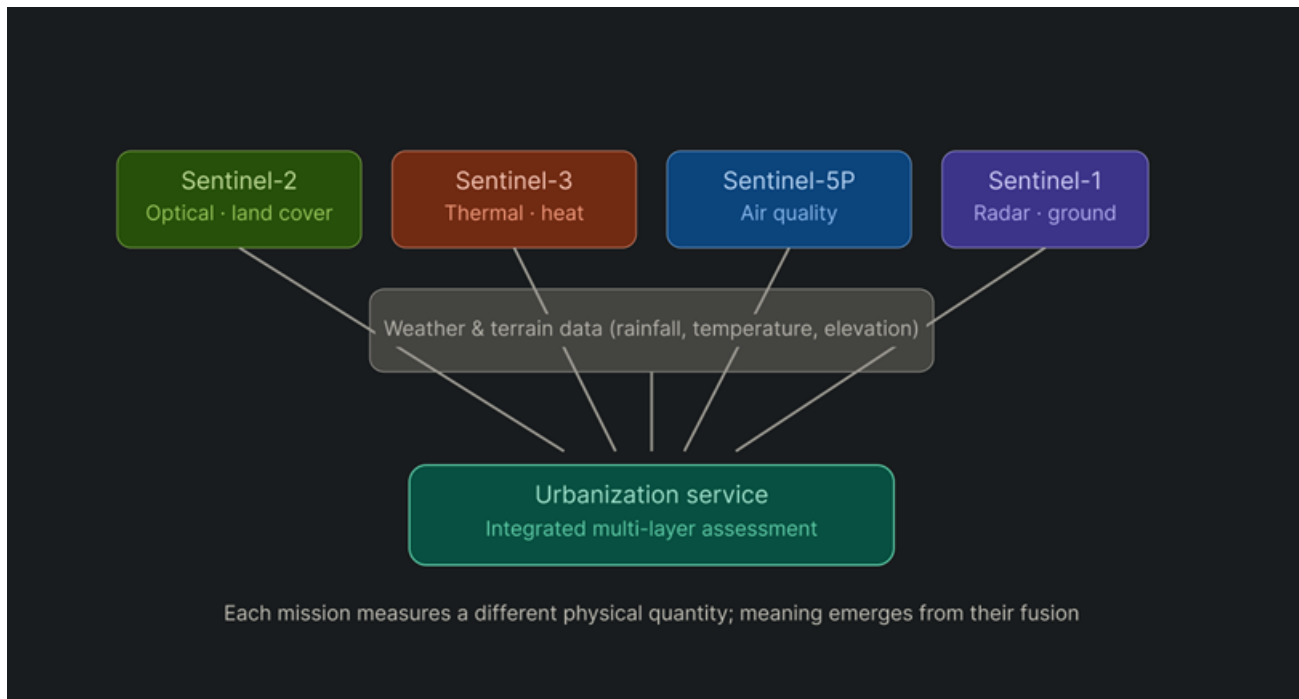 Sentinel-2
Optical · land cover
Sentinel-3
Thermal · heat
Sentinel-5P
Air quality
Sentinel-1
Radar · ground
Weather & terrain data (rainfall, temperature, elevation)
Urbanization service
Integrated multi-layer assessment
Each mission measures a different physical quantity; meaning emerges from their fusion